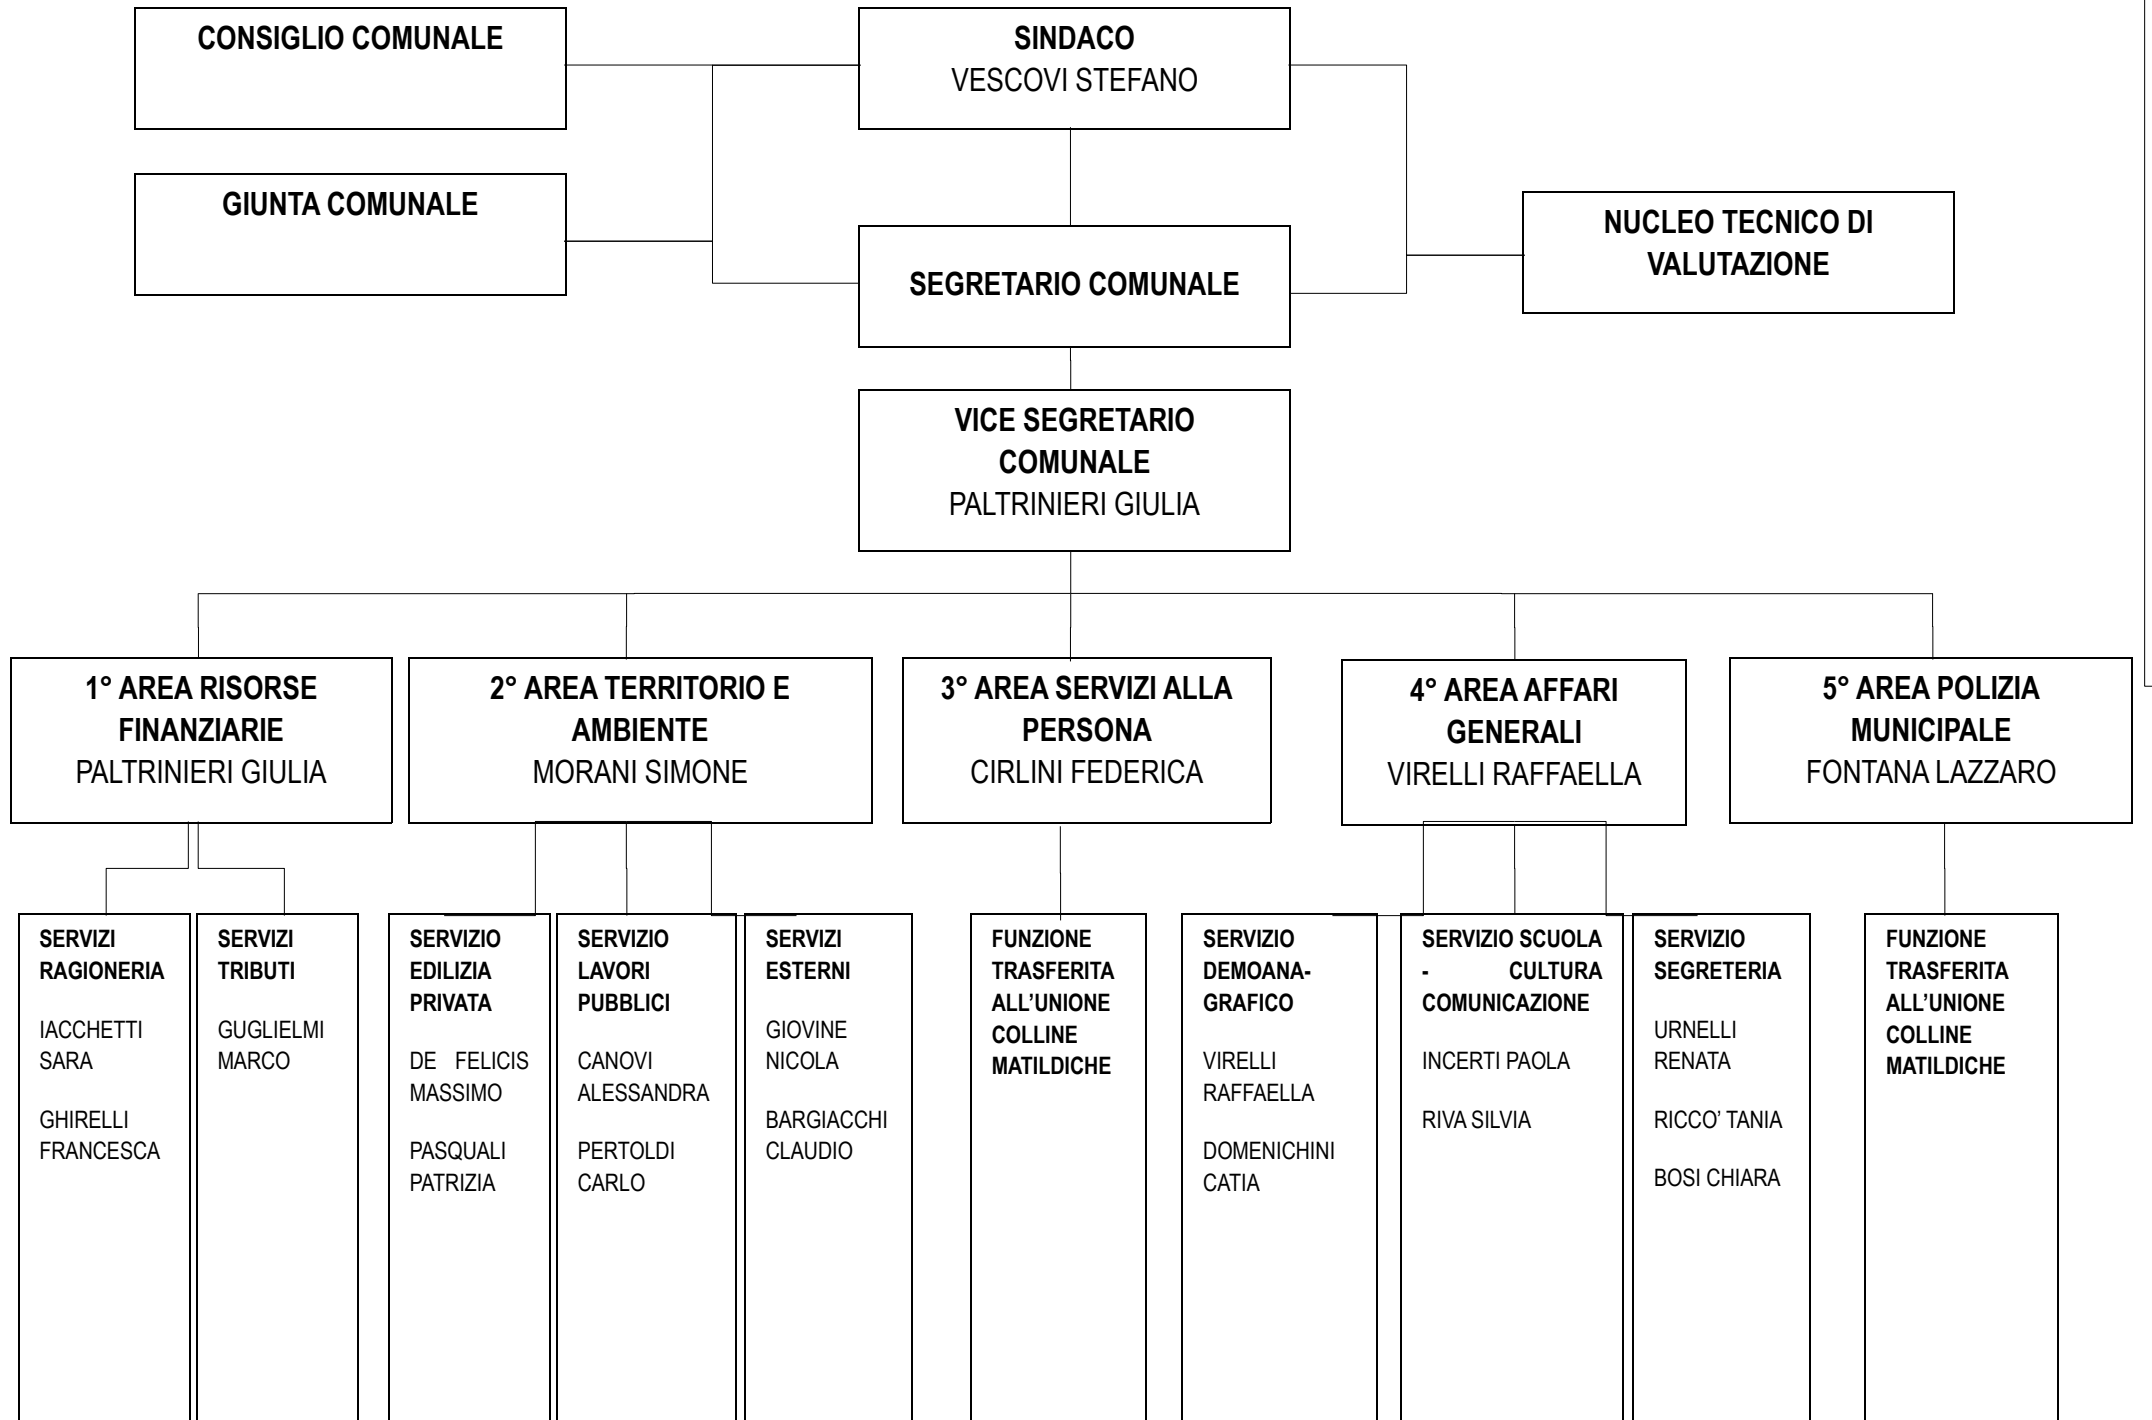 CONSIGLIO COMUNALE
SINDACO
VESCOVI STEFANO
GIUNTA COMUNALE
NUCLEO TECNICO DI
VALUTAZIONE
SEGRETARIO COMUNALE
VICE SEGRETARIO
COMUNALE
PALTRINIERI GIULIA
1° AREA RISORSE
FINANZIARIE
PALTRINIERI GIULIA
2° AREA TERRITORIO E
AMBIENTE
MORANI SIMONE
3° AREA SERVIZI ALLA
PERSONA
CIRLINI FEDERICA
4° AREA AFFARI
GENERALI
VIRELLI RAFFAELLA
5° AREA POLIZIA
MUNICIPALE
FONTANA LAZZARO
SERVIZI
RAGIONERIA
IACCHETTI
SARA
GHIRELLI
FRANCESCA
SERVIZI
TRIBUTI
GUGLIELMI
MARCO
SERVIZIO
EDILIZIA
PRIVATA
DE FELICIS
MASSIMO
PASQUALI
PATRIZIA
SERVIZIO
LAVORI
PUBBLICI
CANOVI
ALESSANDRA
PERTOLDI
CARLO
SERVIZI
ESTERNI
GIOVINE
NICOLA
BARGIACCHI
CLAUDIO
FUNZIONE
TRASFERITA
ALL’UNIONE
COLLINE
MATILDICHE
SERVIZIO
DEMOANA-
GRAFICO
VIRELLI
RAFFAELLA
DOMENICHINI
CATIA
SERVIZIO SCUOLA
- CULTURA
COMUNICAZIONE
INCERTI PAOLA
RIVA SILVIA
SERVIZIO
SEGRETERIA
URNELLI
RENATA
RICCO’ TANIA
BOSI CHIARA
FUNZIONE
TRASFERITA
ALL’UNIONE
COLLINE
MATILDICHE